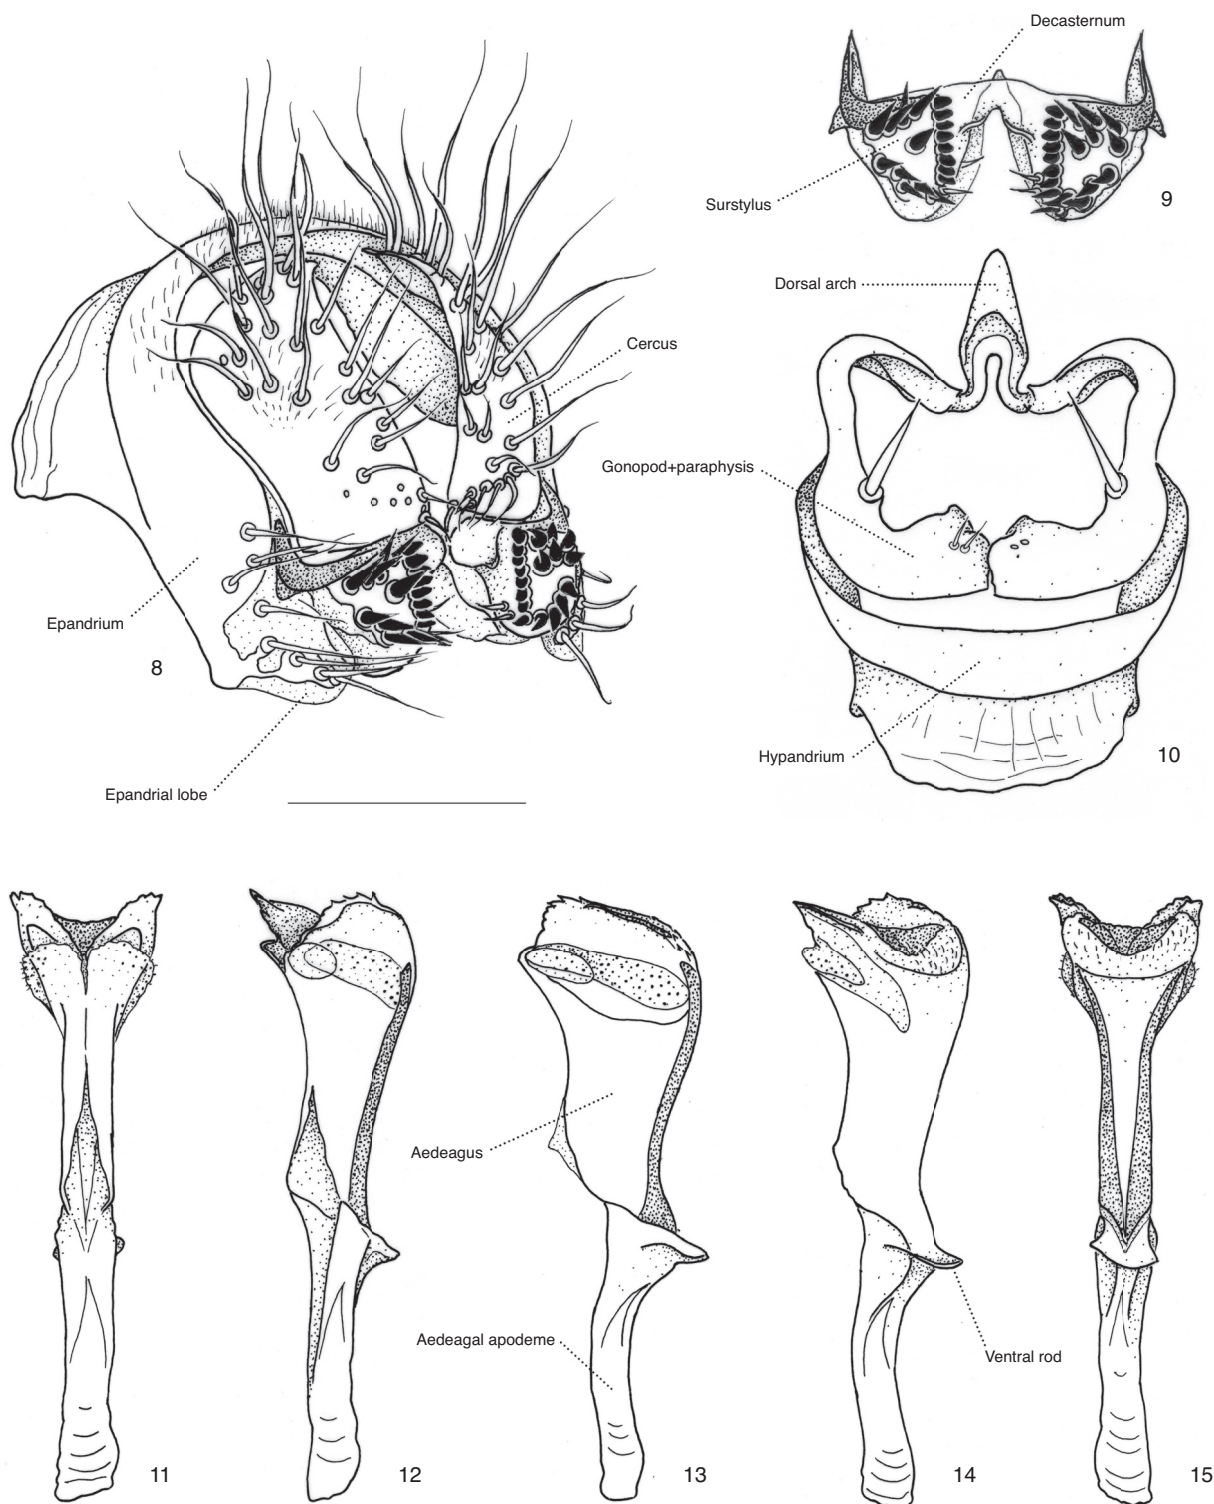 Decasternum
Surstylus
9
Dorsal arch
Cercus
Gonopod+paraphysis
Epandrium
8
Hypandrium
10
Epandrial lobe
Aedeagus
Aedeagal apodeme
Ventral rod
11
12
13
14
15